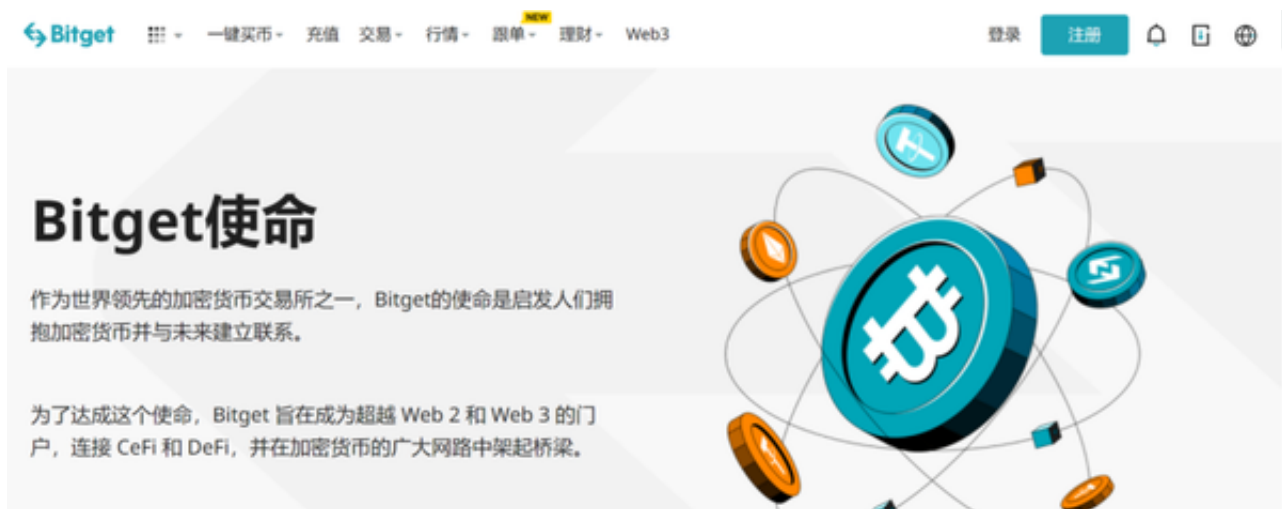 Bitget 一键买币 充值 交易 行情 跟单 NEW 理财 Web3 登录 注册
Bitget使命
作为世界领先的加密货币交易所之一，Bitget的使命是启发人们拥
抱加密货币并与未来建立联系。
为了达成这个使命，Bitget 旨在成为超越 Web 2 和 Web 3 的门
户，连接 CeFi 和 DeFi，并在加密货币的广大网路中架起桥梁。